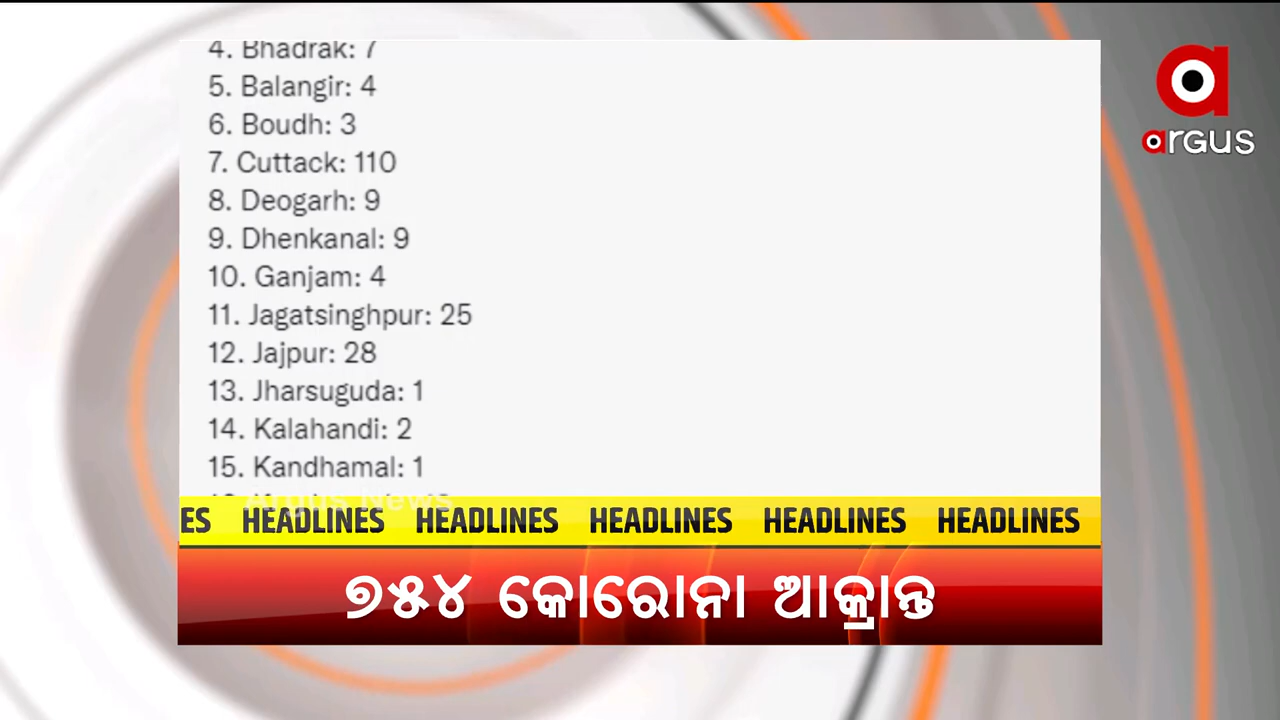 4. Bhadrak: 7
5. Balangir: 4
6. Boudh: 3
7. Cuttack: 110
8. Deogarh: 9
9. Dhenkanal: 9
10. Ganjam: 4
11. Jagatsinghpur: 25
12. Jajpur: 28
13. Jharsuguda: 1
14. Kalahandi: 2
15. Kandhamal: 1
Argus News
ES HEADLINES HEADLINES HEADLINES HEADLINES HEADLINES
୭୫୪ କୋରୋନା ଆକ୍ରାନ୍ତ
a
argus